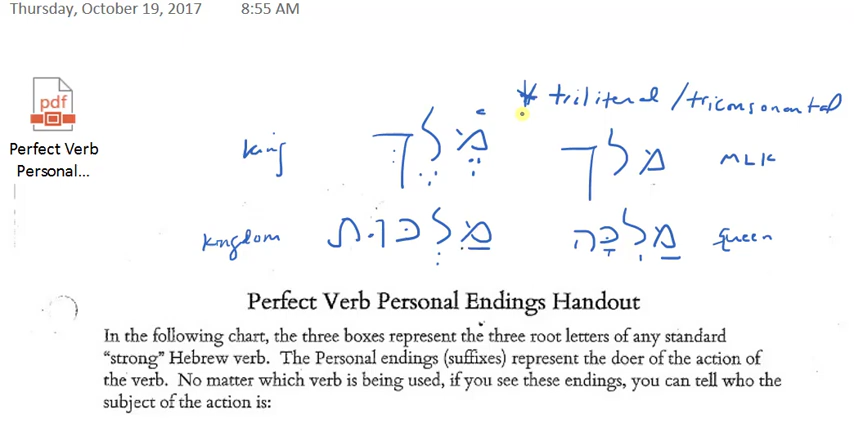 Thursday, October 19, 2017 8:55 AM
* triliteral / triconsonantal
pdf
Perfect Verb
Personal...
king מֶלֶך מלך MLK
Kingdom מַלְכּוּת מַלְכָּה Queen
Perfect Verb Personal Endings Handout
In the following chart, the three boxes represent the three root letters of any standard
“strong” Hebrew verb. The Personal endings (suffixes) represent the doer of the action of
the verb. No matter which verb is being used, if you see these endings, you can tell who the
subject of the action is: